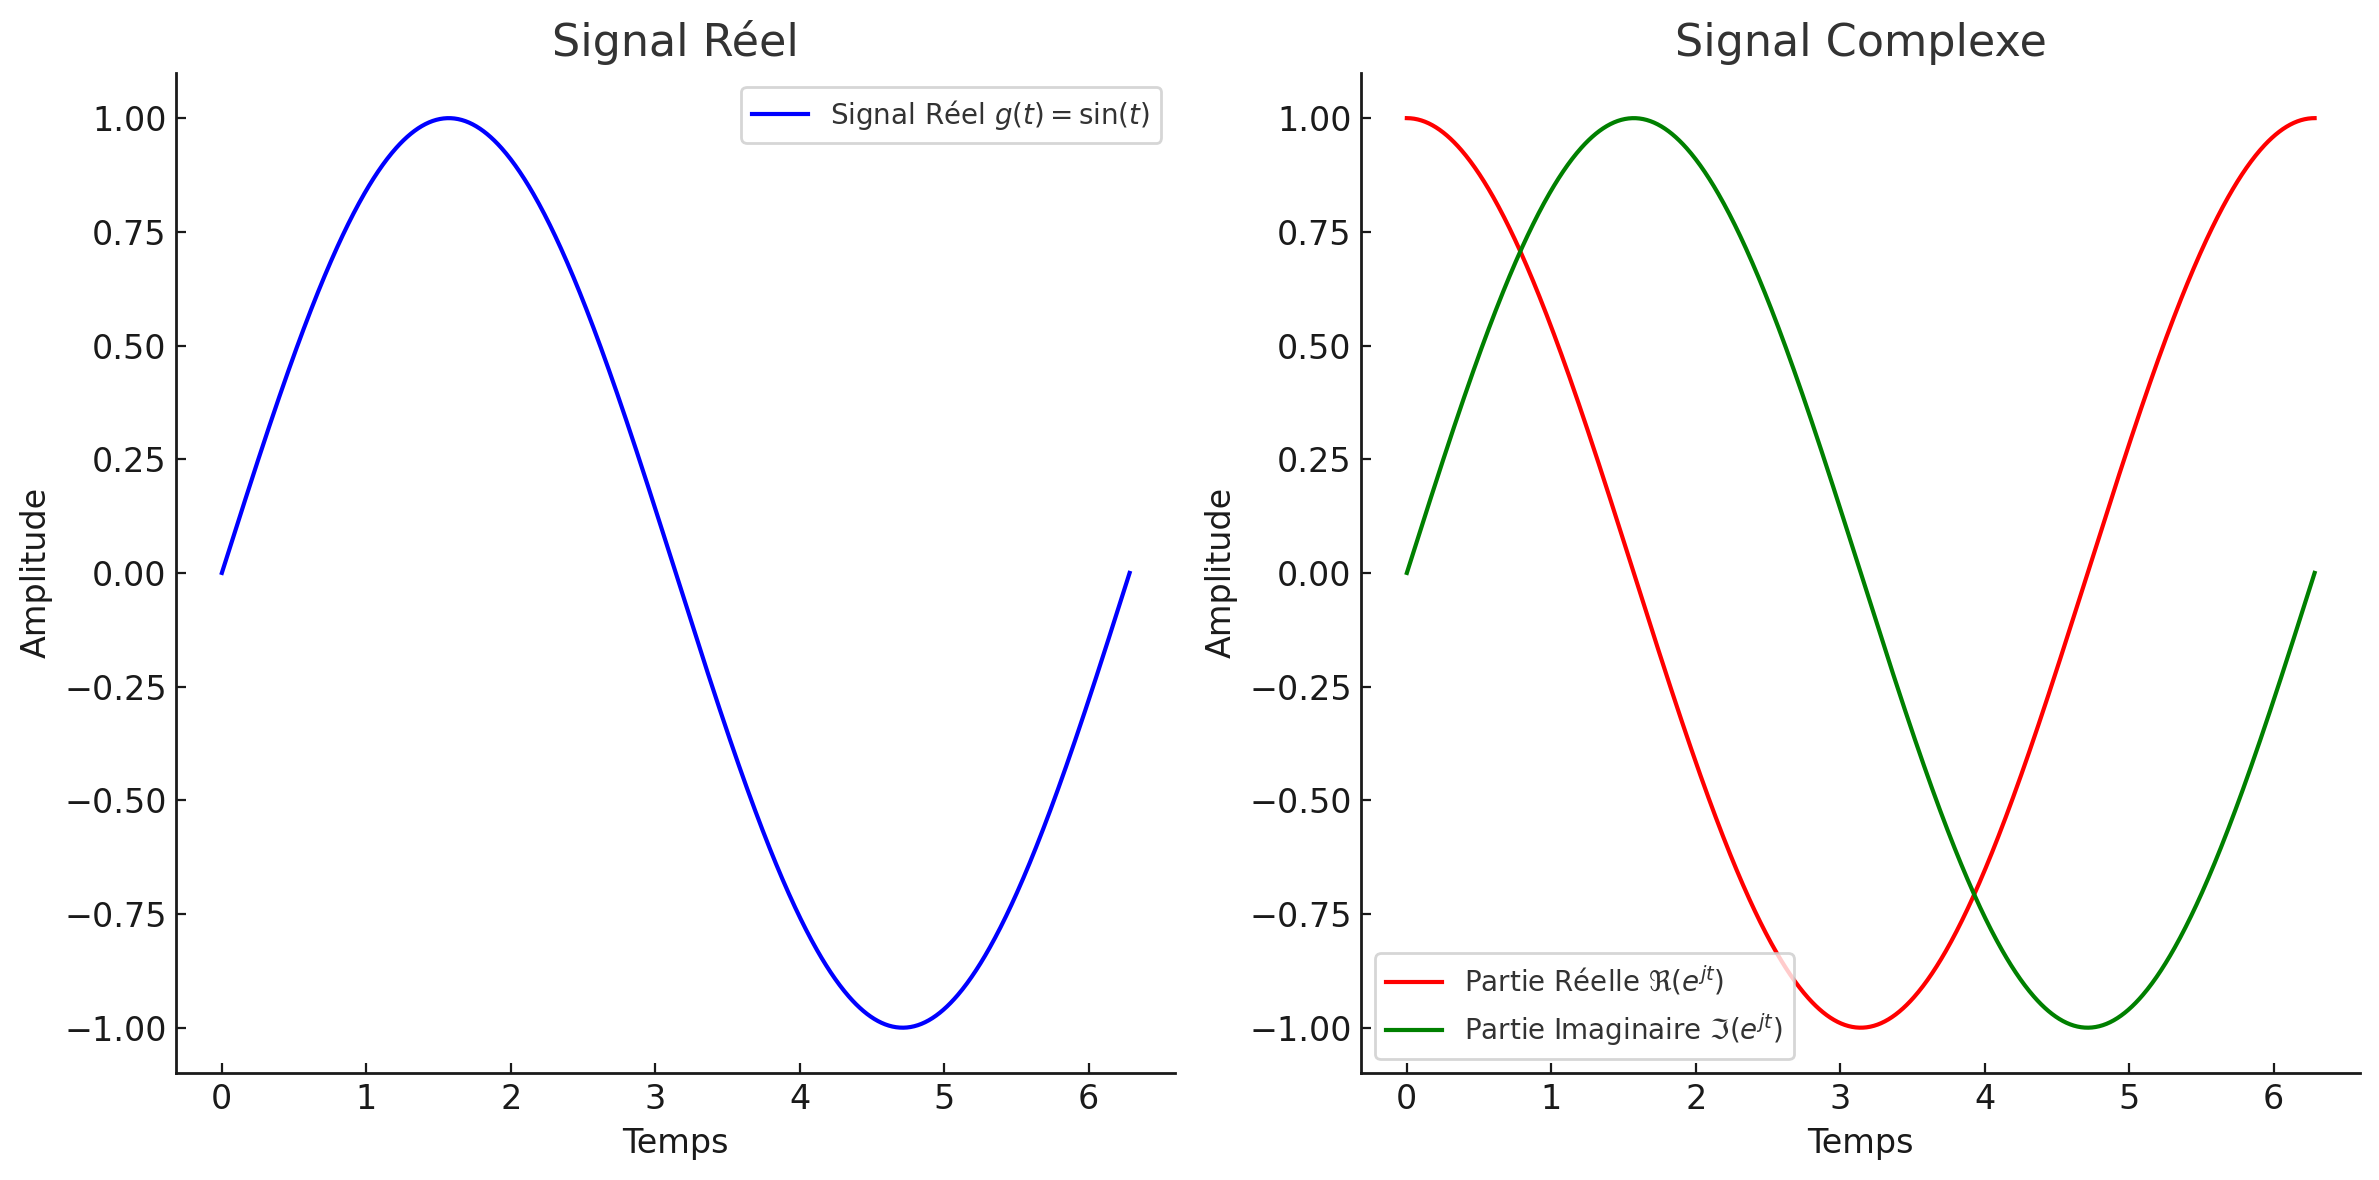 Signal Réel
Signal Réel g(t) = sin(t)
1.00
0.75
0.50
0.25
0.00
−0.25
−0.50
−0.75
−1.00
Amplitude
0 1 2 3 4 5 6
Temps
Signal Complexe
1.00
0.75
0.50
0.25
0.00
−0.25
−0.50
−0.75
−1.00
Amplitude
Partie Réelle ℜ(e^{jt})
Partie Imaginaire ℑ(e^{jt})
0 1 2 3 4 5 6
Temps